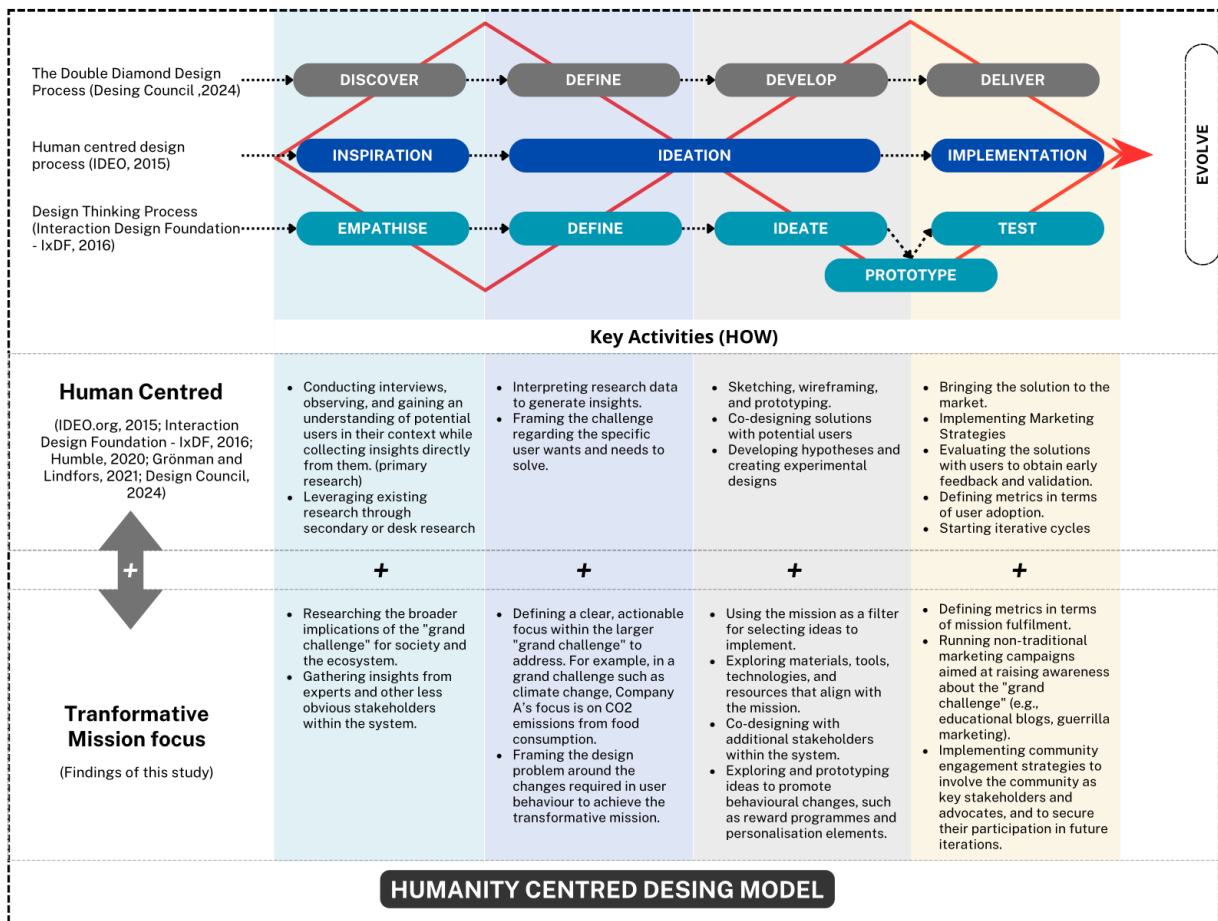 The Double Diamond Design
Process (Desing Council ,2024)
DISCOVER
DEFINE
DEVELOP
DELIVER
Human centred design
process (IDEO, 2015)
INSPIRATION
IDEATION
IMPLEMENTATION
EVOLVE
Design Thinking Process
(Interaction Design Foundation
- IxDF, 2016)
EMPATHISE
DEFINE
IDEATE
TEST
PROTOTYPE
Key Activities (HOW)
Human Centred
(IDEO.org, 2015; Interaction
Design Foundation - IxDF, 2016;
Humble, 2020; Grönman and
Lindfors, 2021; Design Council,
2024)
• Conducting interviews,
observing, and gaining an
understanding of potential
users in their context while
collecting insights directly
from them. (primary
research)
• Leveraging existing
research through
secondary or desk research
• Interpreting research data
to generate insights.
• Framing the challenge
regarding the specific
user wants and needs to
solve.
• Sketching, wireframing,
and prototyping.
• Co-designing solutions
with potential users
• Developing hypotheses and
creating experimental
designs
• Bringing the solution to the
market.
• Implementing Marketing
Strategies
• Evaluating the solutions
with users to obtain early
feedback and validation.
• Defining metrics in terms
of user adoption.
• Starting iterative cycles
+
+
+
+
+
Tranformative
Mission focus
(Findings of this study)
• Researching the broader
implications of the "grand
challenge" for society and
the ecosystem.
• Gathering insights from
experts and other less
obvious stakeholders
within the system.
• Defining a clear, actionable
focus within the larger
"grand challenge" to
address. For example, in a
grand challenge such as
climate change, Company
A's focus is on CO2
emissions from food
consumption.
• Framing the design
problem around the
changes required in user
behaviour to achieve the
transformative mission.
• Using the mission as a filter
for selecting ideas to
implement.
• Exploring materials, tools,
technologies, and
resources that align with
the mission.
• Co-designing with
additional stakeholders
within the system.
• Exploring and prototyping
ideas to promote
behavioural changes, such
as reward programmes and
personalisation elements.
• Defining metrics in terms
of mission fulfilment.
• Running non-traditional
marketing campaigns
aimed at raising awareness
about the "grand
challenge" (e.g.,
educational blogs, guerrilla
marketing).
• Implementing community
engagement strategies to
involve the community as
key stakeholders and
advocates, and to secure
their participation in future
iterations.
HUMANITY CENTRED DESING MODEL